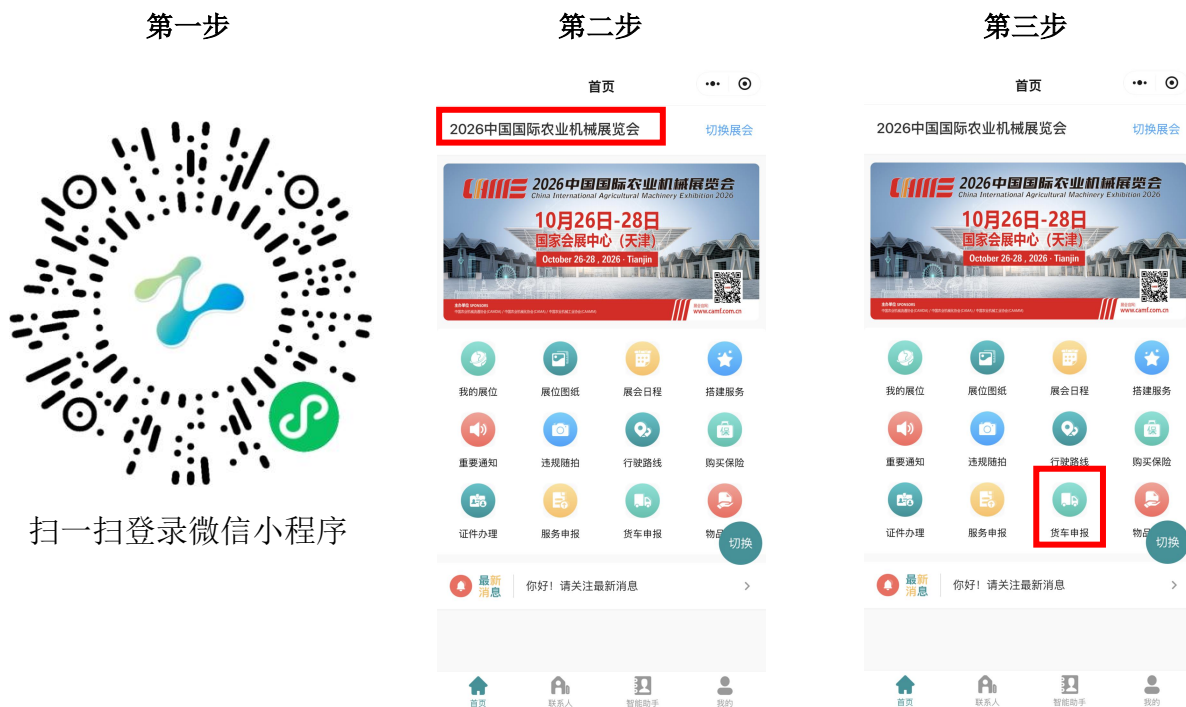 第一步
扫一扫登录微信小程序
第二步
首页
2026中国国际农业机械展览会
切换展会
CAMF 2026中国国际农业机械展览会
China International Agricultural Machinery Exhibition 2026
10月26日-28日
国家会展中心（天津）
October 26-28 , 2026 · Tianjin
主办单位 SPONSORS
www.camf.com.cn
我的展位 展位图纸 展会日程 搭建服务
重要通知 违规随拍 行驶路线 购买保险
证件办理 服务申报 货车申报 物品
切换
最新
消息
你好！请关注最新消息
首页 联系人 智能助手 我的
第三步
首页
2026中国国际农业机械展览会
切换展会
2026中国国际农业机械展览会
China International Agricultural Machinery Exhibition 2026
10月26日-28日
国家会展中心（天津）
October 26-28 , 2026 · Tianjin
主办单位 SPONSORS
www.camf.com.cn
我的展位 展位图纸 展会日程 搭建服务
重要通知 违规随拍 行驶路线 购买保险
证件办理 服务申报 货车申报 物品
切换
最新
消息
你好！请关注最新消息
首页 联系人 智能助手 我的